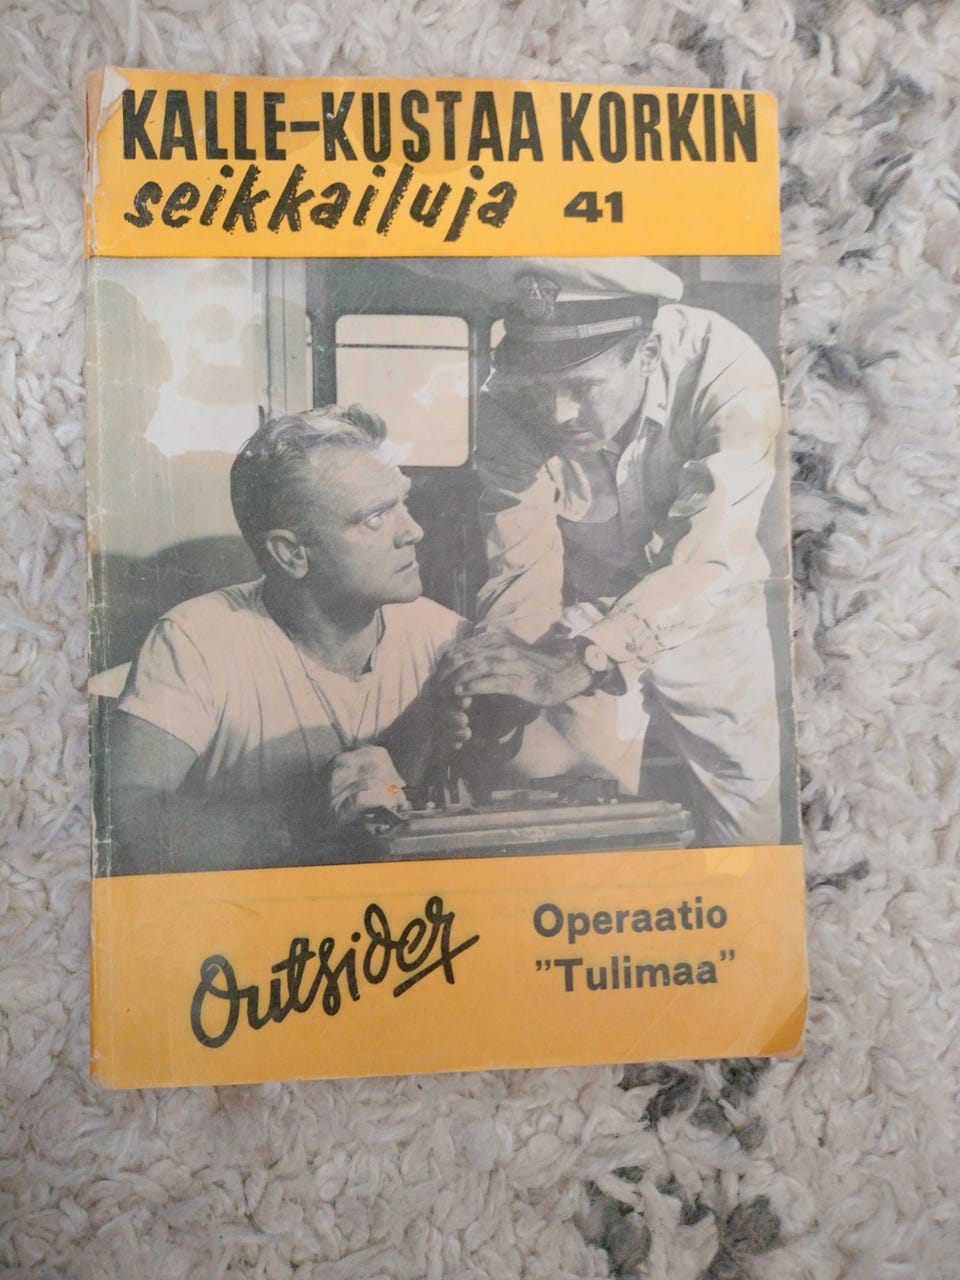 KALLE-KUSTAA KORKIN
seikkailuja 41
Outsider
Operaatio
"Tulimaa"